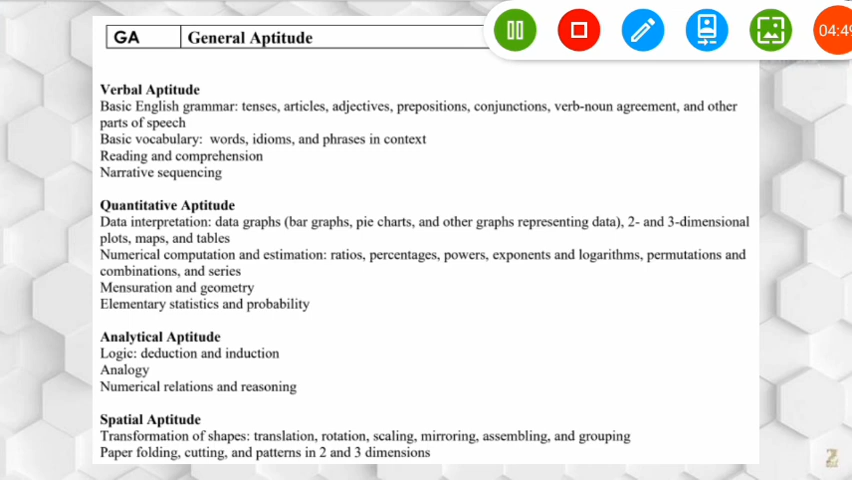 GA General Aptitude
04:49
Verbal Aptitude
Basic English grammar: tenses, articles, adjectives, prepositions, conjunctions, verb-noun agreement, and other
parts of speech
Basic vocabulary: words, idioms, and phrases in context
Reading and comprehension
Narrative sequencing
Quantitative Aptitude
Data interpretation: data graphs (bar graphs, pie charts, and other graphs representing data), 2- and 3-dimensional
plots, maps, and tables
Numerical computation and estimation: ratios, percentages, powers, exponents and logarithms, permutations and
combinations, and series
Mensuration and geometry
Elementary statistics and probability
Analytical Aptitude
Logic: deduction and induction
Analogy
Numerical relations and reasoning
Spatial Aptitude
Transformation of shapes: translation, rotation, scaling, mirroring, assembling, and grouping
Paper folding, cutting, and patterns in 2 and 3 dimensions